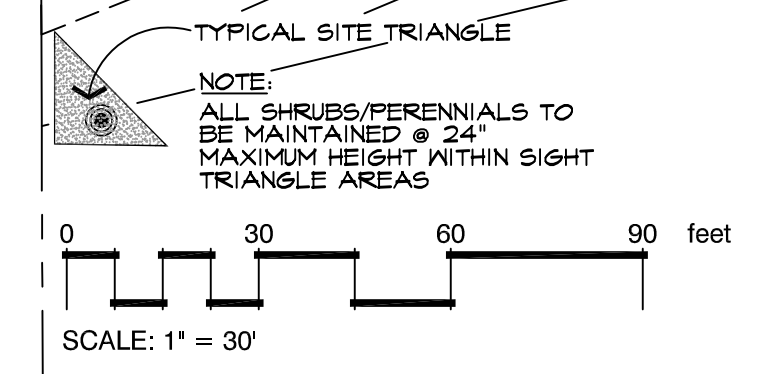 TYPICAL SITE TRIANGLE
NOTE:
ALL SHRUBS/PERENNIALS TO
BE MAINTAINED @ 24"
MAXIMUM HEIGHT WITHIN SIGHT
TRIANGLE AREAS
0 30 60 90 feet
SCALE: 1" = 30'